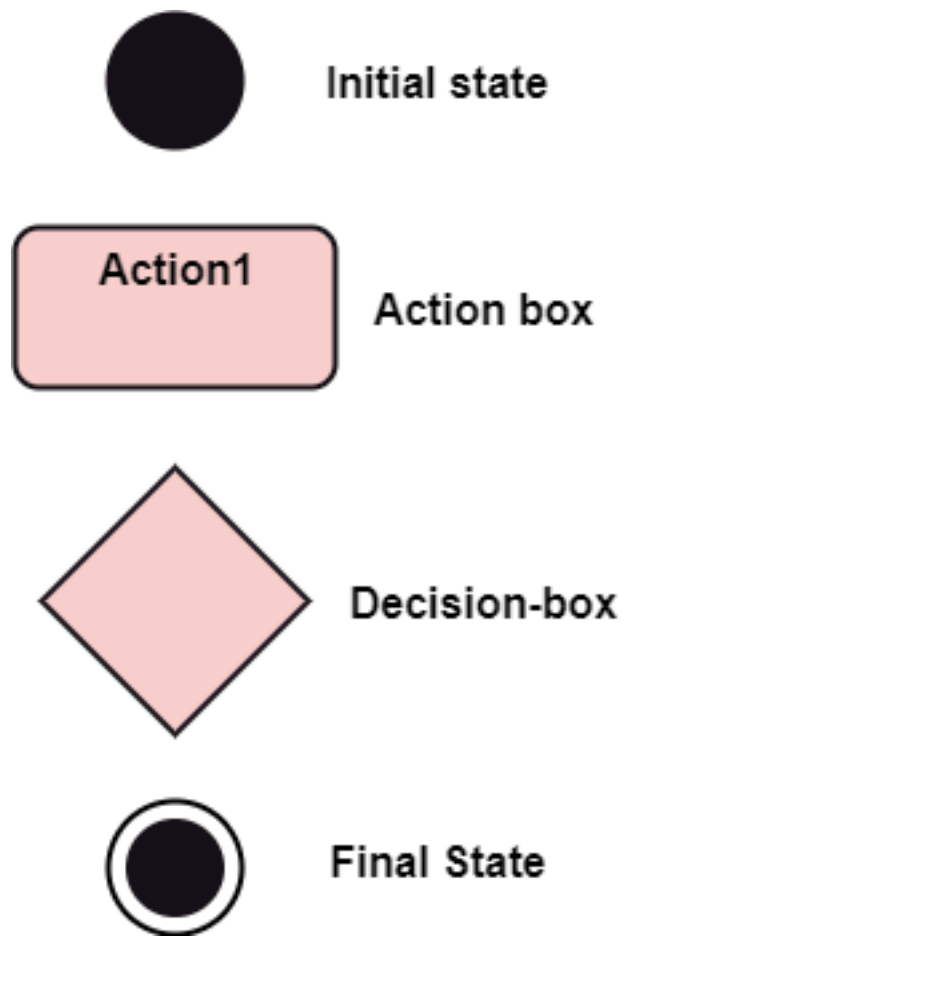 Initial state
Action1
Action box
Decision-box
Final State